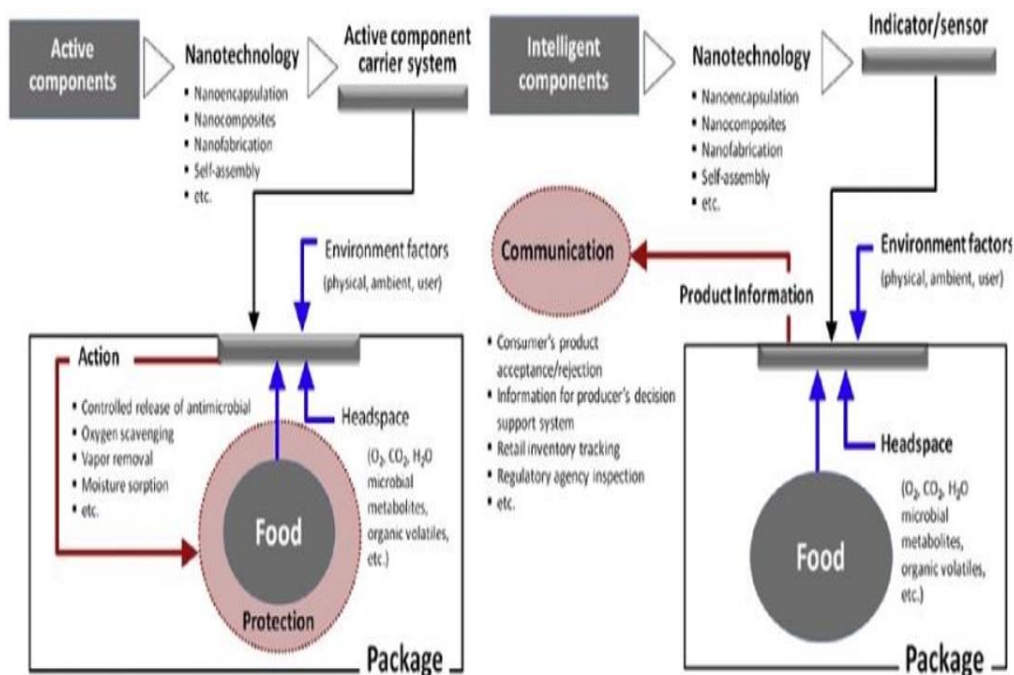 Active
components
Nanotechnology
▪ Nanoencapsulation
▪ Nanocomposites
▪ Nanofabrication
▪ Self-assembly
▪ etc.
Active component
carrier system
Environment factors
(physical, ambient, user)
Action
▪ Controlled release of antimicrobial
▪ Oxygen scavenging
▪ Vapor removal
▪ Moisture sorption
▪ etc.
Headspace
(O₂, CO₂, H₂O
microbial
metabolites,
organic volatiles,
etc.)
Food
Protection
Package
Intelligent
components
Nanotechnology
▪ Nanoencapsulation
▪ Nanocomposites
▪ Nanofabrication
▪ Self-assembly
▪ etc.
Indicator/sensor
Communication
Environment factors
(physical, ambient, user)
Product Information
▪ Consumer's product
acceptance/rejection
▪ Information for producer's decision
support system
▪ Retail inventory tracking
▪ Regulatory agency inspection
▪ etc.
Headspace
(O₂, CO₂, H₂O
microbial
metabolites,
organic volatiles,
etc.)
Food
Package